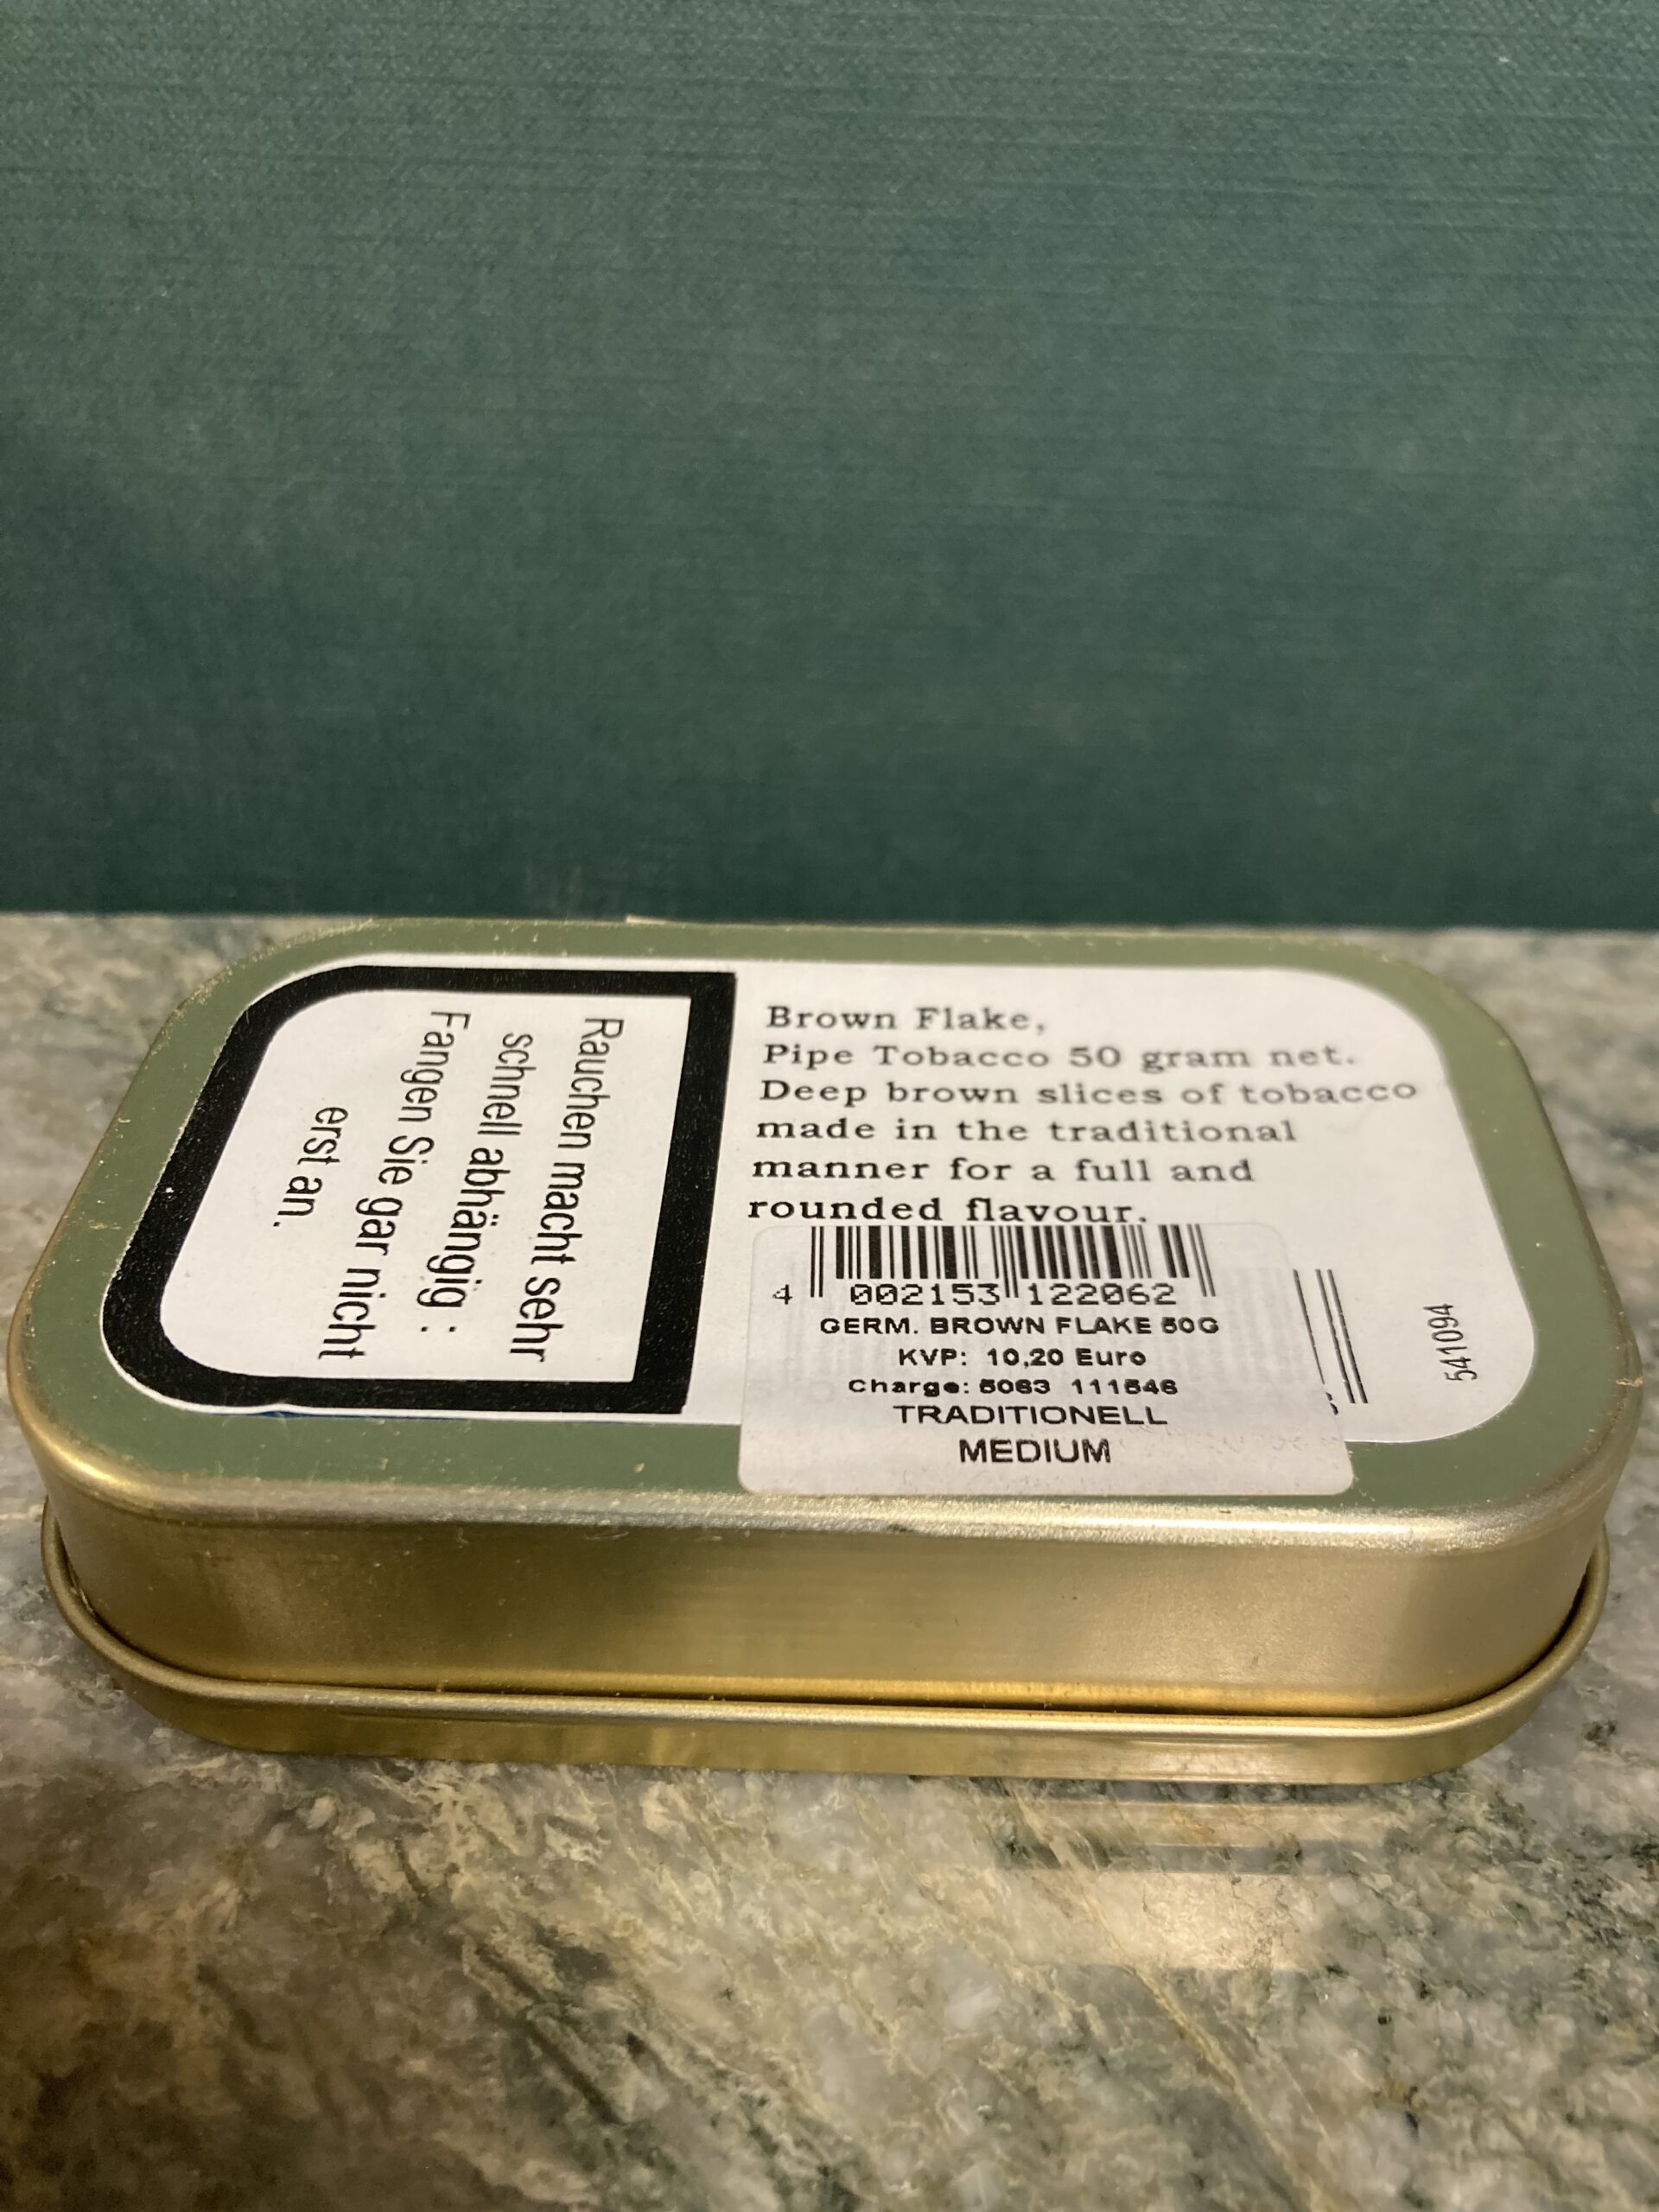 Rauchen macht sehr
schnell abhängig :
Fangen Sie gar nicht
erst an.
Brown Flake,
Pipe Tobacco 50 gram net.
Deep brown slices of tobacco
made in the traditional
manner for a full and
rounded flavour.
4 002153 122062
GERM. BROWN FLAKE 50G
KVP: 10,20 Euro
Charge: 5063 111546
TRADITIONELL
MEDIUM
541094